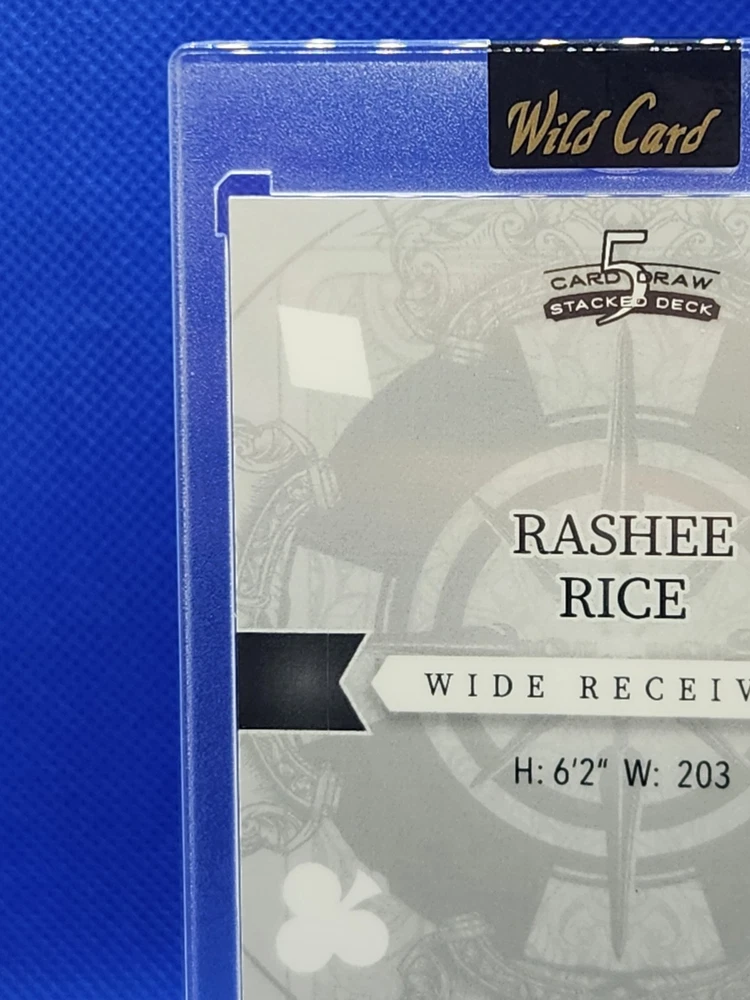 Wild Card
5
CARD DRAW
STACKED DECK
RASHEE
RICE
WIDE RECEIV
H: 6'2" W: 203